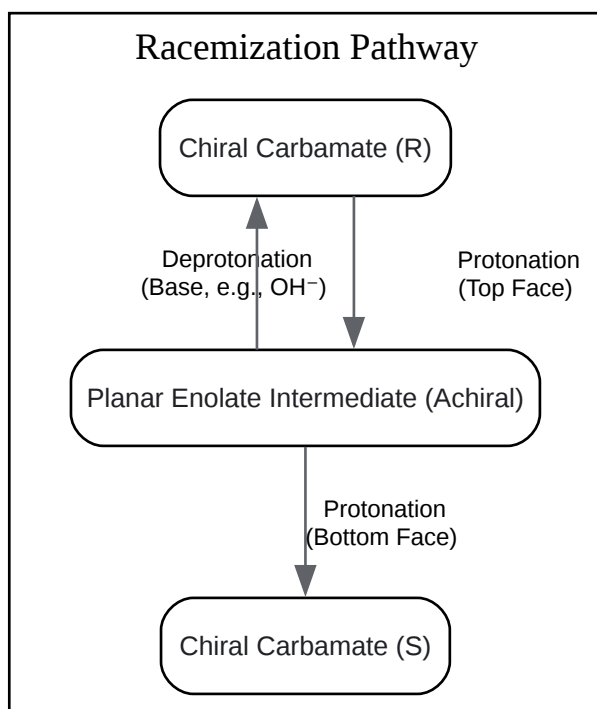 Racemization Pathway
Chiral Carbamate (R)
Deprotonation
(Base, e.g., OH⁻)
Protonation
(Top Face)
Planar Enolate Intermediate (Achiral)
Protonation
(Bottom Face)
Chiral Carbamate (S)